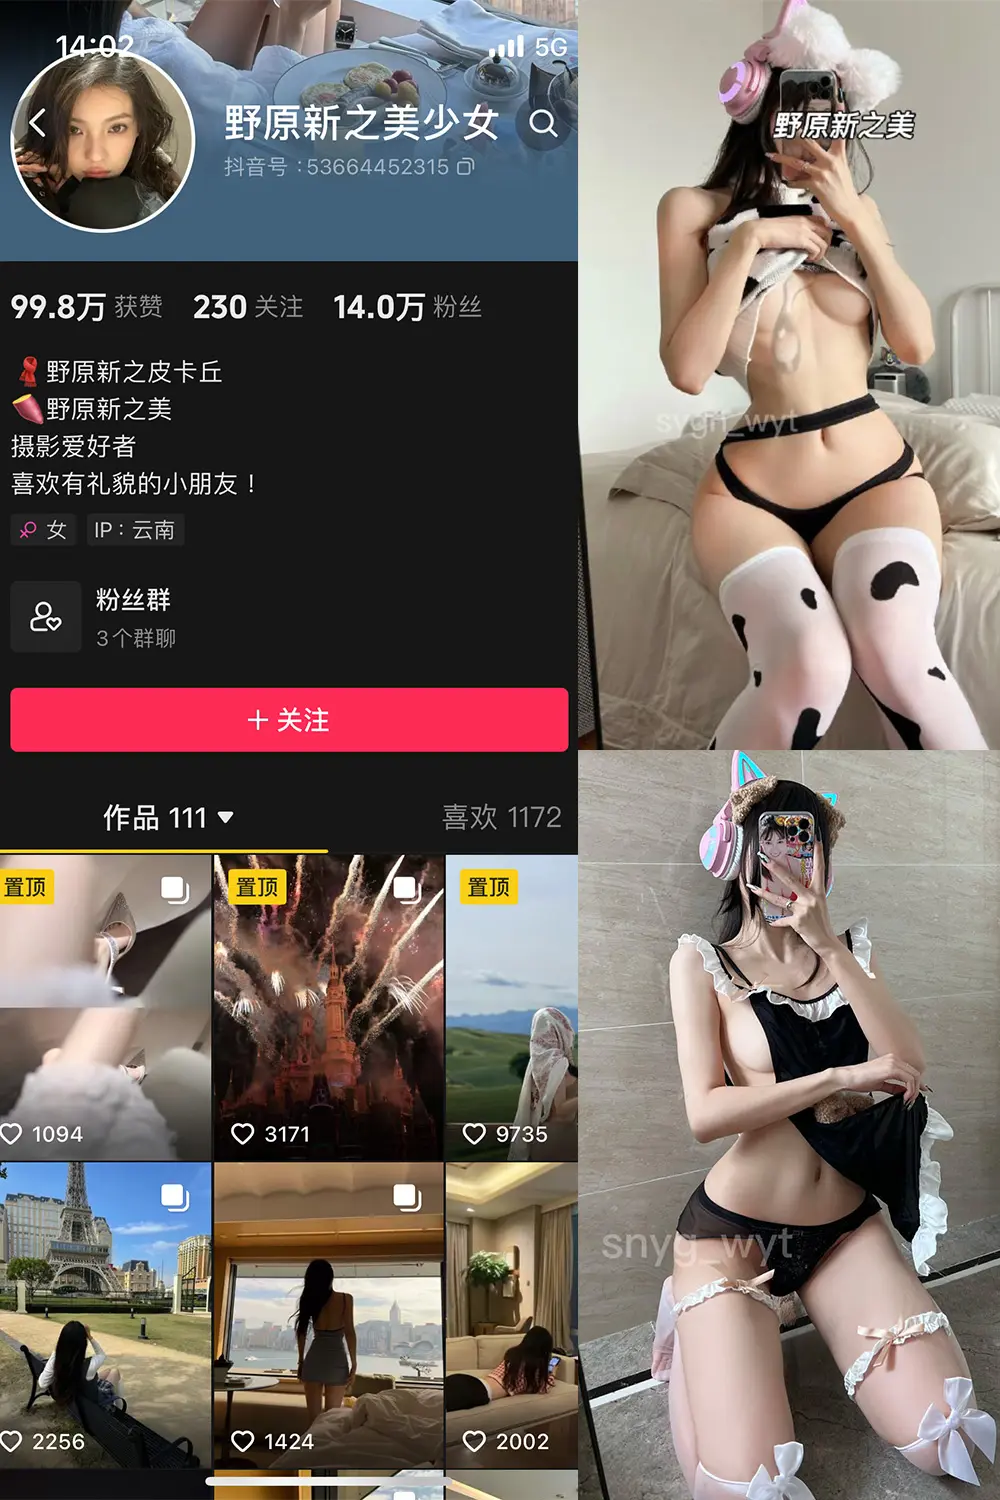 14:02
5G
野原新之美少女
抖音号：53664452315
99.8万 获赞 230 关注 14.0万 粉丝
野原新之皮卡丘
野原新之美
摄影爱好者
喜欢有礼貌的小朋友！
女 IP：云南
粉丝群
3个群聊
＋关注
作品 111
喜欢 1172
置顶 置顶 置顶
1094 3171 9735
2256 1424 2002
野原新之美
sygn_wyt
snyg_wyt